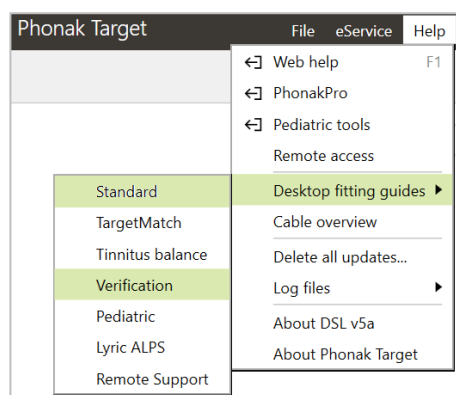 Phonak Target File eService Help
Web help F1
PhonakPro
Pediatric tools
Remote access
Desktop fitting guides
Cable overview
Delete all updates...
Log files
About DSL v5a
About Phonak Target
Standard
TargetMatch
Tinnitus balance
Verification
Pediatric
Lyric ALPS
Remote Support